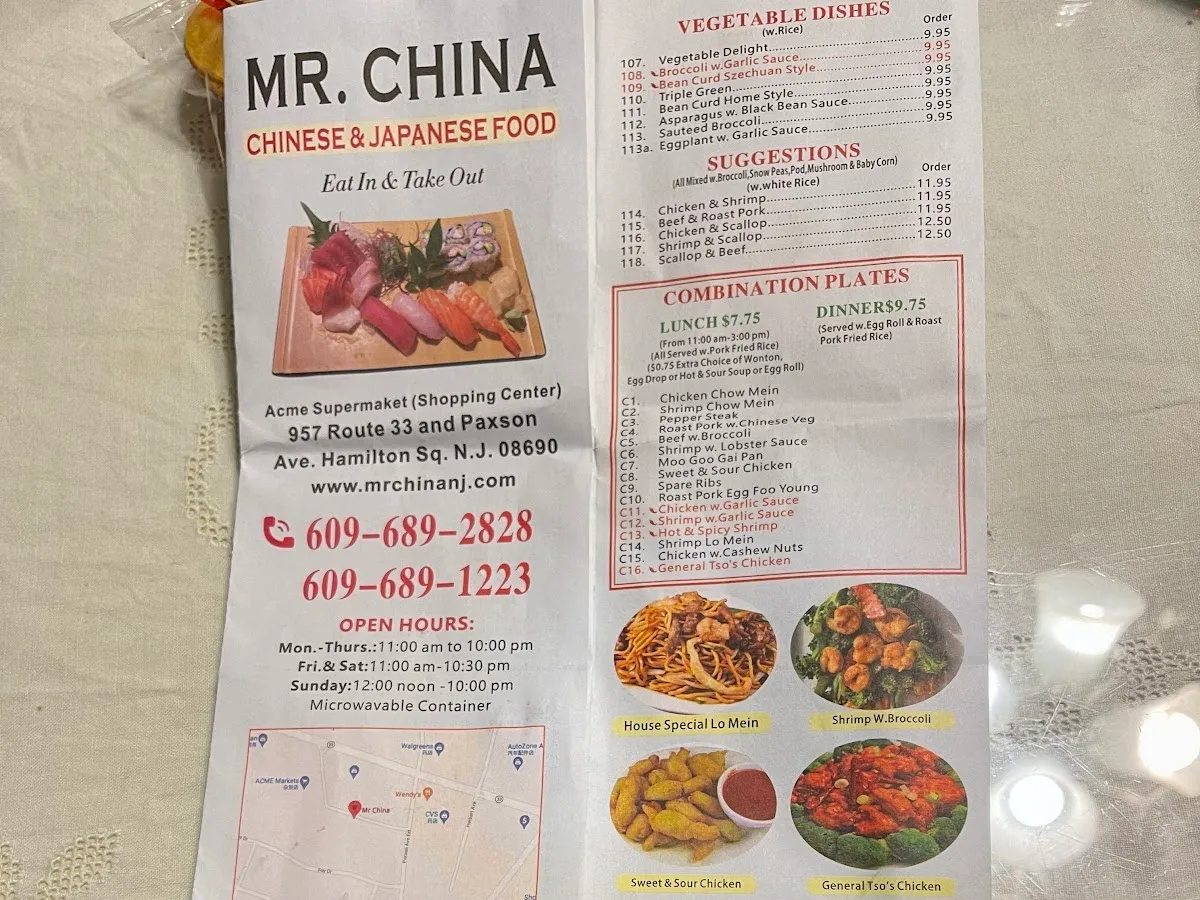 MR. CHINA
CHINESE & JAPANESE FOOD
Eat In & Take Out
Acme Supermaket (Shopping Center)
957 Route 33 and Paxson
Ave. Hamilton Sq. N.J. 08690
www.mrchinanj.com
609-689-2828
609-689-1223
OPEN HOURS:
Mon.-Thurs.:11:00 am to 10:00 pm
Fri.& Sat:11:00 am-10:30 pm
Sunday:12:00 noon -10:00 pm
Microwavable Container
Walgreens
药店
AutoZone A
汽车配件店
ACME Markets
杂货店
Mr China
Wendy's
CVS
药店
VEGETABLE DISHES
(w.Rice)
Order
107. Vegetable Delight 9.95
108. Broccoli w.Garlic Sauce 9.95
109. Bean Curd Szechuan Style 9.95
110. Triple Green 9.95
111. Bean Curd Home Style 9.95
112. Asparagus w. Black Bean Sauce 9.95
113. Sauteed Broccoli 9.95
113a. Eggplant w. Garlic Sauce 9.95
SUGGESTIONS
(All Mixed w.Broccoli,Snow Peas,Pod,Mushroom & Baby Corn)
(w.white Rice)
Order
114. Chicken & Shrimp 11.95
115. Beef & Roast Pork 11.95
116. Chicken & Scallop 11.95
117. Shrimp & Scallop 12.50
118. Scallop & Beef 12.50
COMBINATION PLATES
LUNCH $7.75
(From 11:00 am-3:00 pm)
(All Served w.Pork Fried Rice)
($0.75 Extra Choice of Wonton,
Egg Drop or Hot & Sour Soup or Egg Roll)
DINNER$9.75
(Served w.Egg Roll & Roast
Pork Fried Rice)
C1. Chicken Chow Mein
C2. Shrimp Chow Mein
C3. Pepper Steak
C4. Roast Pork w.Chinese Veg
C5. Beef w.Broccoli
C6. Shrimp w. Lobster Sauce
C7. Moo Goo Gai Pan
C8. Sweet & Sour Chicken
C9. Spare Ribs
C10. Roast Pork Egg Foo Young
C11. Chicken w.Garlic Sauce
C12. Shrimp w.Garlic Sauce
C13. Hot & Spicy Shrimp
C14. Shrimp Lo Mein
C15. Chicken w.Cashew Nuts
C16. General Tso's Chicken
House Special Lo Mein
Shrimp W.Broccoli
Sweet & Sour Chicken
General Tso's Chicken